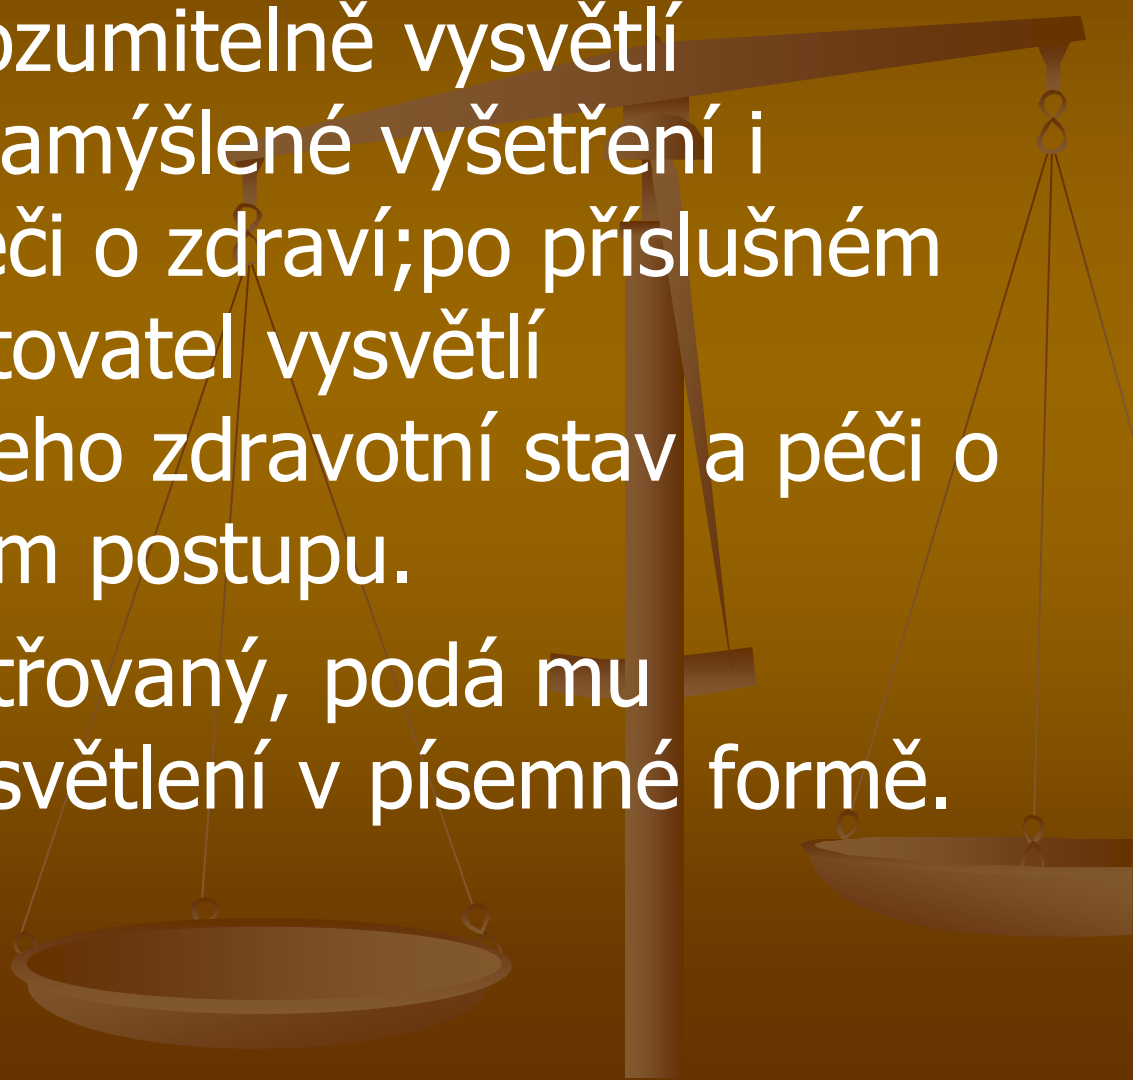 ozumitelně vysvětlí
amýšlené vyšetření i
éči o zdraví;po příslušném
tovatel vysvětlí
eho zdravotní stav a péči o
m postupu.
třovaný, podá mu
světlení v písemné formě.